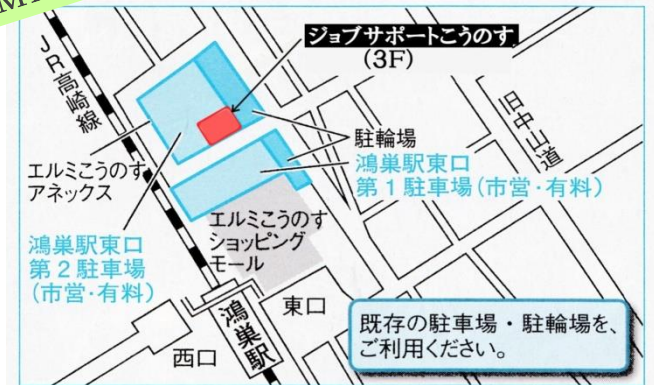 ジョブサポートこうのす
(3F)
JR高崎線
旧中山道
駐輪場
鴻巣駅東口
第1駐車場(市営・有料)
エルミこうのす
アネックス
エルミこうのす
ショッピング
モール
鴻巣駅東口
第2駐車場
(市営・有料)
東口
鴻巣駅
西口
既存の駐車場・駐輪場を、
ご利用ください。